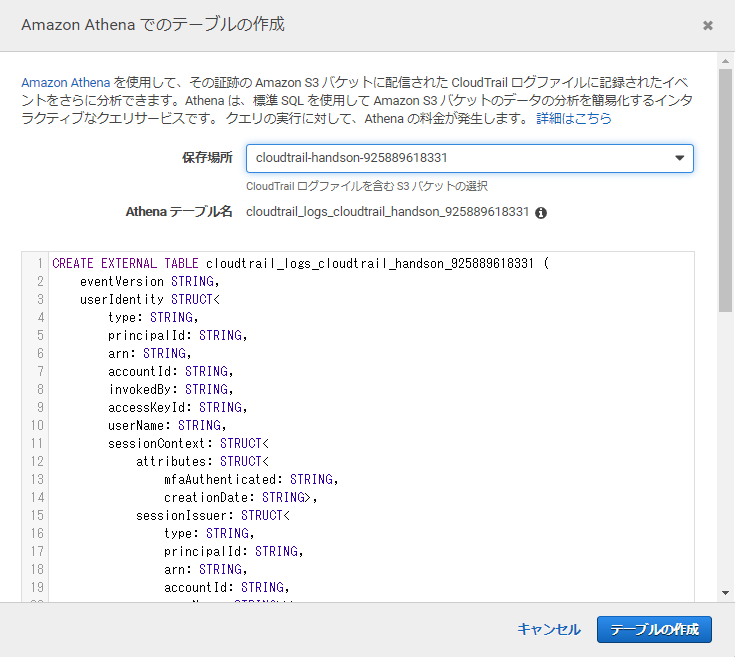 Amazon Athena でのテーブルの作成
Amazon Athena を使用して、その証跡の Amazon S3 バケットに配信された CloudTrail ログファイルに記録されたイベ
ントをさらに分析できます。Athena は、標準 SQL を使用して Amazon S3 バケットのデータの分析を簡易化するインタ
ラクティブなクエリサービスです。 クエリの実行に対して、Athena の料金が発生します。 詳細はこちら
保存場所 cloudtrail-handson-925889618331
CloudTrail ログファイルを含む S3 バケットの選択
Athena テーブル名 cloudtrail_logs_cloudtrail_handson_925889618331
1 CREATE EXTERNAL TABLE cloudtrail_logs_cloudtrail_handson_925889618331 (
2 eventVersion STRING,
3 userIdentity STRUCT<
4 type: STRING,
5 principalId: STRING,
6 arn: STRING,
7 accountId: STRING,
8 invokedBy: STRING,
9 accessKeyId: STRING,
10 userName: STRING,
11 sessionContext: STRUCT<
12 attributes: STRUCT<
13 mfaAuthenticated: STRING,
14 creationDate: STRING>,
15 sessionIssuer: STRUCT<
16 type: STRING,
17 principalId: STRING,
18 arn: STRING,
19 accountId: STRING,
キャンセル テーブルの作成